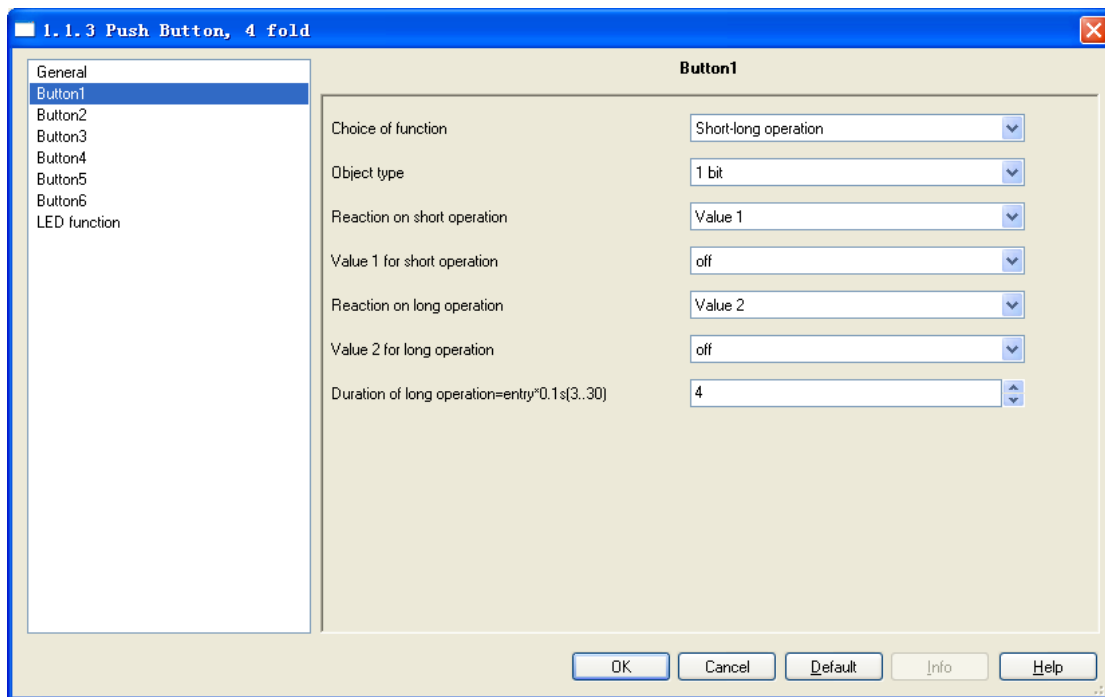 1.1.3 Push Button, 4 fold
General
Button1
Button2
Button3
Button4
Button5
Button6
LED function
Button1
Choice of function Short-long operation
Object type 1 bit
Reaction on short operation Value 1
Value 1 for short operation off
Reaction on long operation Value 2
Value 2 for long operation off
Duration of long operation=entry*0.1s(3..30) 4
OK Cancel Default Info Help